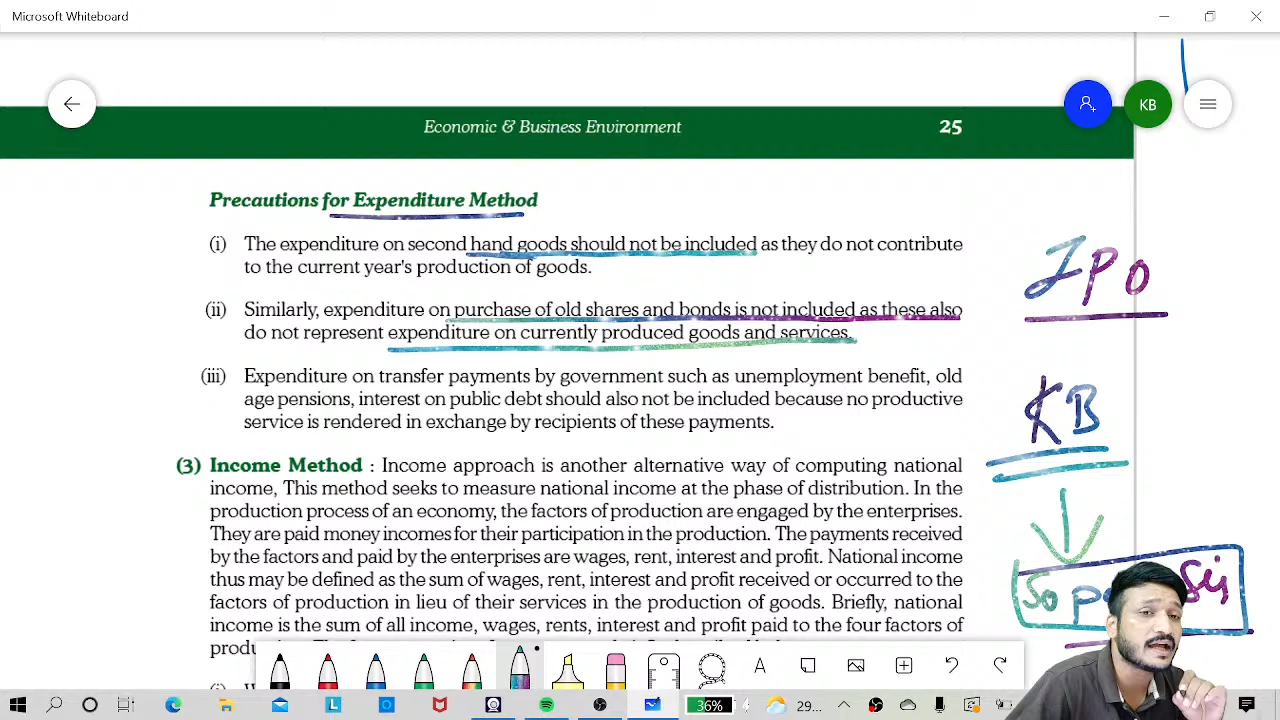 Microsoft Whiteboard
KB
Economic & Business Environment
25
Precautions for Expenditure Method
(i) The expenditure on second hand goods should not be included as they do not contribute
to the current year's production of goods.
(ii) Similarly, expenditure on purchase of old shares and bonds is not included as these also
do not represent expenditure on currently produced goods and services.
(iii) Expenditure on transfer payments by government such as unemployment benefit, old
age pensions, interest on public debt should also not be included because no productive
service is rendered in exchange by recipients of these payments.
(3) Income Method : Income approach is another alternative way of computing national
income, This method seeks to measure national income at the phase of distribution. In the
production process of an economy, the factors of production are engaged by the enterprises.
They are paid money incomes for their participation in the production. The payments received
by the factors and paid by the enterprises are wages, rent, interest and profit. National income
thus may be defined as the sum of wages, rent, interest and profit received or occurred to the
factors of production in lieu of their services in the production of goods. Briefly, national
income is the sum of all income, wages, rents, interest and profit paid to the four factors of
IPO
KB
So
A
36%
29...